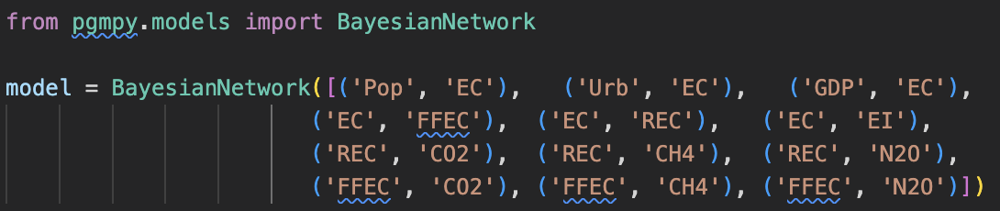 from pgmpy.models import BayesianNetwork
model = BayesianNetwork([('Pop', 'EC'), ('Urb', 'EC'), ('GDP', 'EC'),
('EC', 'FFEC'), ('EC', 'REC'), ('EC', 'EI'),
('REC', 'CO2'), ('REC', 'CH4'), ('REC', 'N2O'),
('FFEC', 'CO2'), ('FFEC', 'CH4'), ('FFEC', 'N2O')])